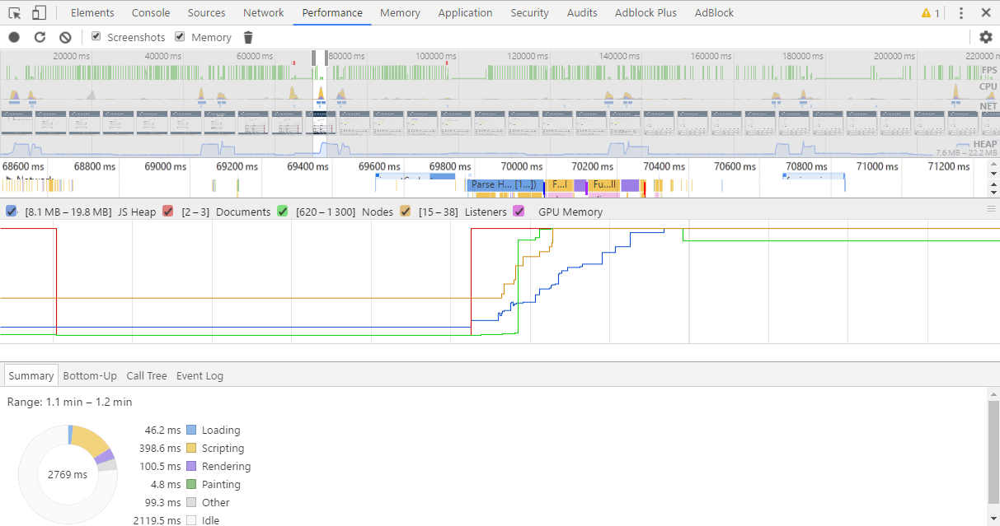 Elements Console Sources Network Performance Memory Application Security Audits Adblock Plus AdBlock 1
Screenshots Memory
20000 ms 40000 ms 60000 ms 80000 ms 100000 ms 120000 ms 140000 ms 160000 ms 180000 ms 200000 ms 220000 m
FPS
CPU
NET
HEAP
7.6 MB – 22.2 MB
68600 ms 68800 ms 69000 ms 69200 ms 69400 ms 69600 ms 69800 ms 70000 ms 70200 ms 70400 ms 70600 ms 70800 ms 71000 ms 71200 ms
Network
Parse H... [1...]) F...l Fu...ll
[8.1 MB – 19.8 MB] JS Heap [2 – 3] Documents [620 – 1 300] Nodes [15 – 38] Listeners GPU Memory
Summary Bottom-Up Call Tree Event Log
Range: 1.1 min – 1.2 min
2769 ms
46.2 ms Loading
398.6 ms Scripting
100.5 ms Rendering
4.8 ms Painting
99.3 ms Other
2119.5 ms Idle